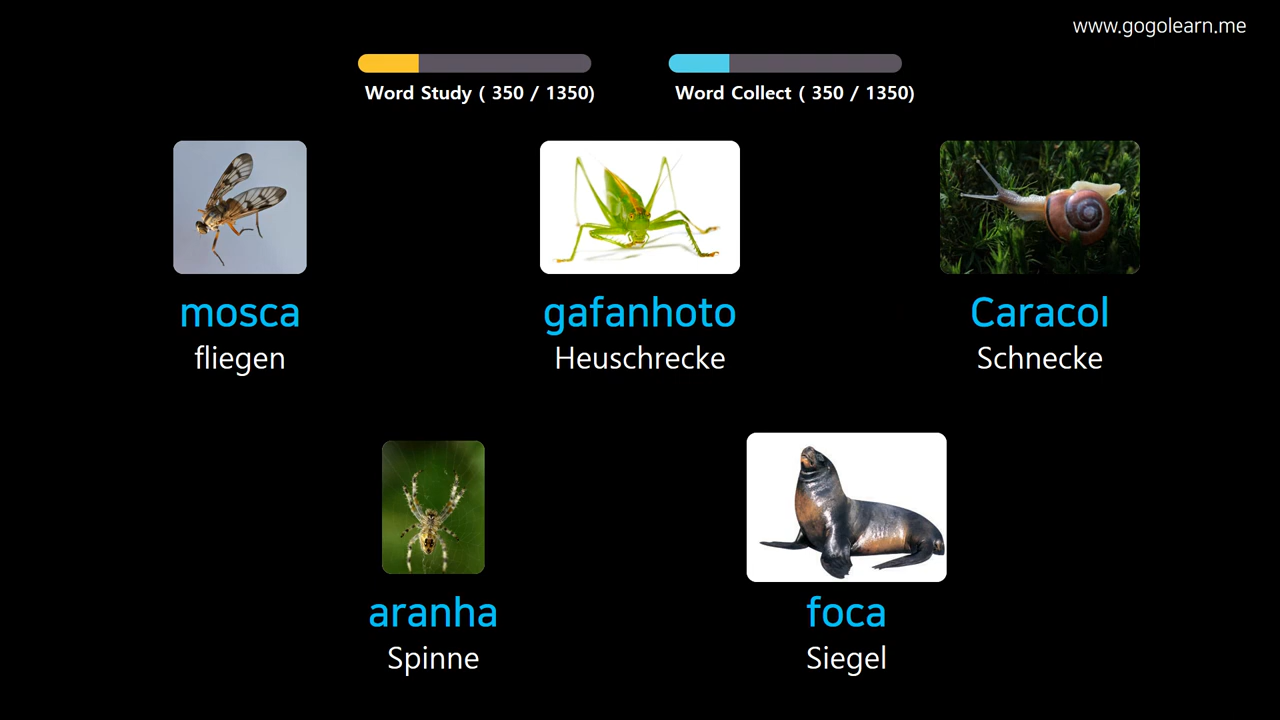 www.gogolearn.me
Word Study ( 350 / 1350)
Word Collect ( 350 / 1350)
mosca
fliegen
gafanhoto
Heuschrecke
Caracol
Schnecke
aranha
Spinne
foca
Siegel